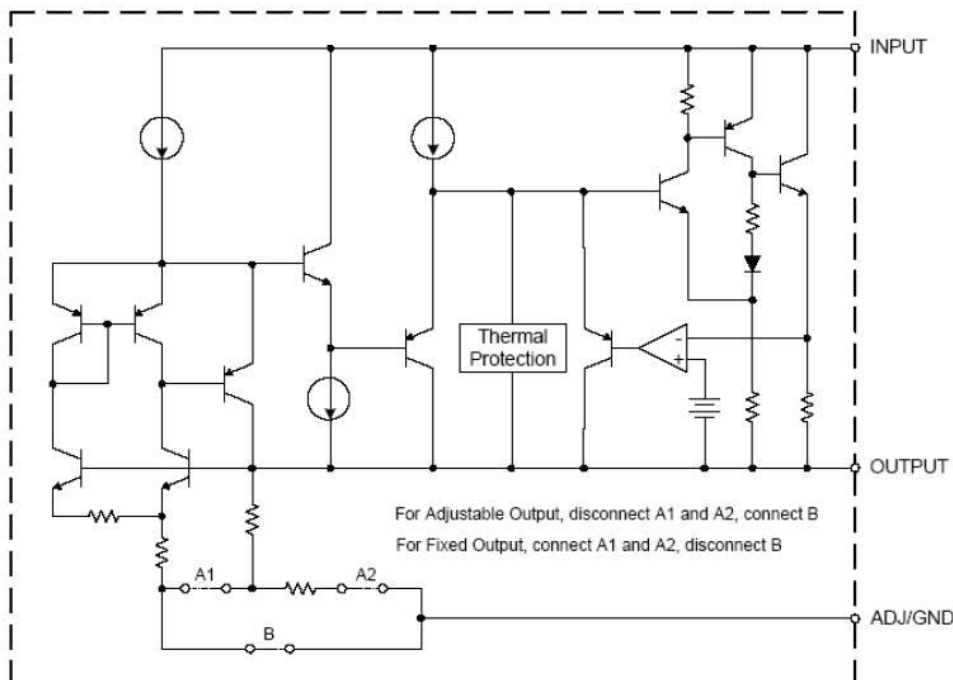 INPUT
Thermal
Protection
-
+
OUTPUT
For Adjustable Output, disconnect A1 and A2, connect B
For Fixed Output, connect A1 and A2, disconnect B
A1
A2
ADJ/GND
B